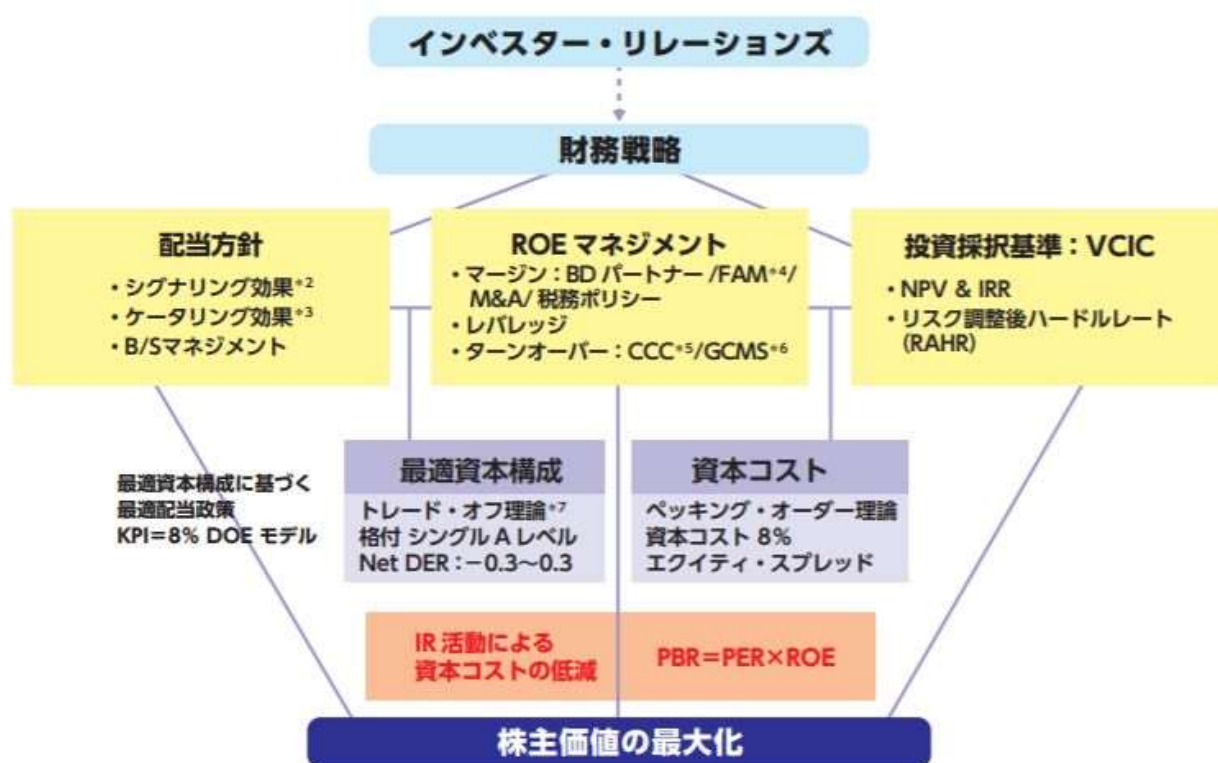 インベスター・リレーションズ
財務戦略
配当方針
・シグナリング効果*2
・ケータリング効果*3
・B/Sマネジメント
ROE マネジメント
・マージン：BD パートナー /FAM*4/
M&A/ 税務ポリシー
・レバレッジ
・ターンオーバー：CCC*5/GCMS*6
投資採択基準：VCIC
・NPV & IRR
・リスク調整後ハードルレート
(RAHR)
最適資本構成に基づく
最適配当政策
KPI＝8% DOE モデル
最適資本構成
トレード・オフ理論*7
格付 シングル A レベル
Net DER：－0.3～0.3
資本コスト
ペッキング・オーダー理論
資本コスト 8%
エクイティ・スプレッド
IR 活動による
資本コストの低減
PBR＝PER×ROE
株主価値の最大化